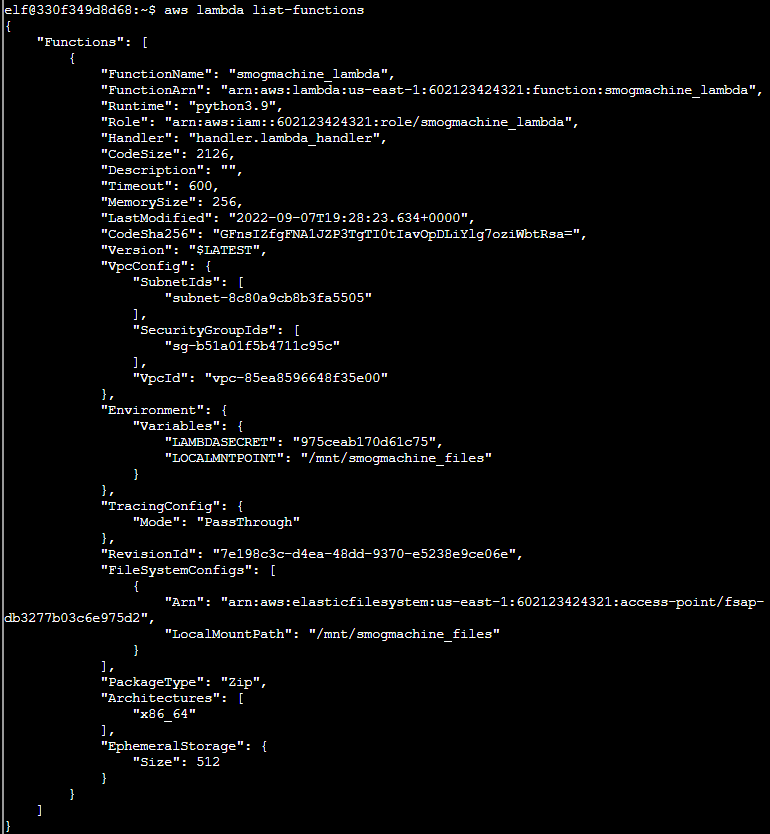 elf@330f349d8d68:~$ aws lambda list-functions
{
    "Functions": [
        {
            "FunctionName": "smogmachine_lambda",
            "FunctionArn": "arn:aws:lambda:us-east-1:602123424321:function:smogmachine_lambda",
            "Runtime": "python3.9",
            "Role": "arn:aws:iam::602123424321:role/smogmachine_lambda",
            "Handler": "handler.lambda_handler",
            "CodeSize": 2126,
            "Description": "",
            "Timeout": 600,
            "MemorySize": 256,
            "LastModified": "2022-09-07T19:28:23.634+0000",
            "CodeSha256": "GFnsIZfgFNA1JZP3TgTI0tIavOpDLiYlg7oziWbtRsa=",
            "Version": "$LATEST",
            "VpcConfig": {
                "SubnetIds": [
                    "subnet-8c80a9cb8b3fa5505"
                ],
                "SecurityGroupIds": [
                    "sg-b51a01f5b4711c95c"
                ],
                "VpcId": "vpc-85ea8596648f35e00"
            },
            "Environment": {
                "Variables": {
                    "LAMBDASECRET": "975ceab170d61c75",
                    "LOCALMNTPOINT": "/mnt/smogmachine_files"
                }
            },
            "TracingConfig": {
                "Mode": "PassThrough"
            },
            "RevisionId": "7e198c3c-d4ea-48dd-9370-e5238e9ce06e",
            "FileSystemConfigs": [
                {
                    "Arn": "arn:aws:elasticfilesystem:us-east-1:602123424321:access-point/fsap-
db3277b03c6e975d2",
                    "LocalMountPath": "/mnt/smogmachine_files"
                }
            ],
            "PackageType": "Zip",
            "Architectures": [
                "x86_64"
            ],
            "EphemeralStorage": {
                "Size": 512
            }
        }
    ]
}